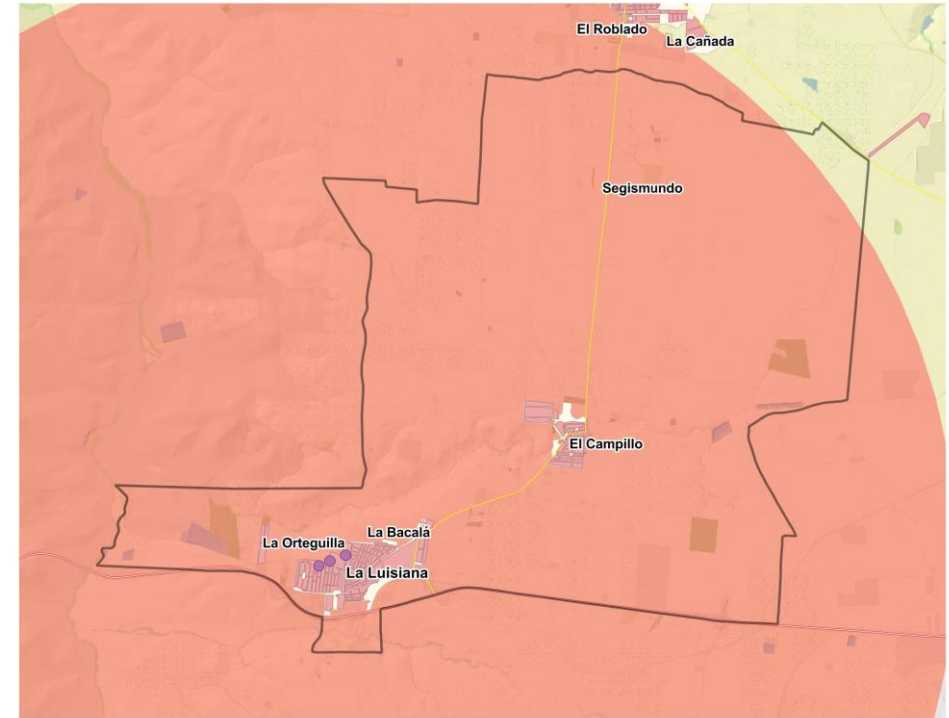 El Roblado
La Cañada
Segismundo
El Campillo
La Bacalá
La Orteguilla
La Luisiana